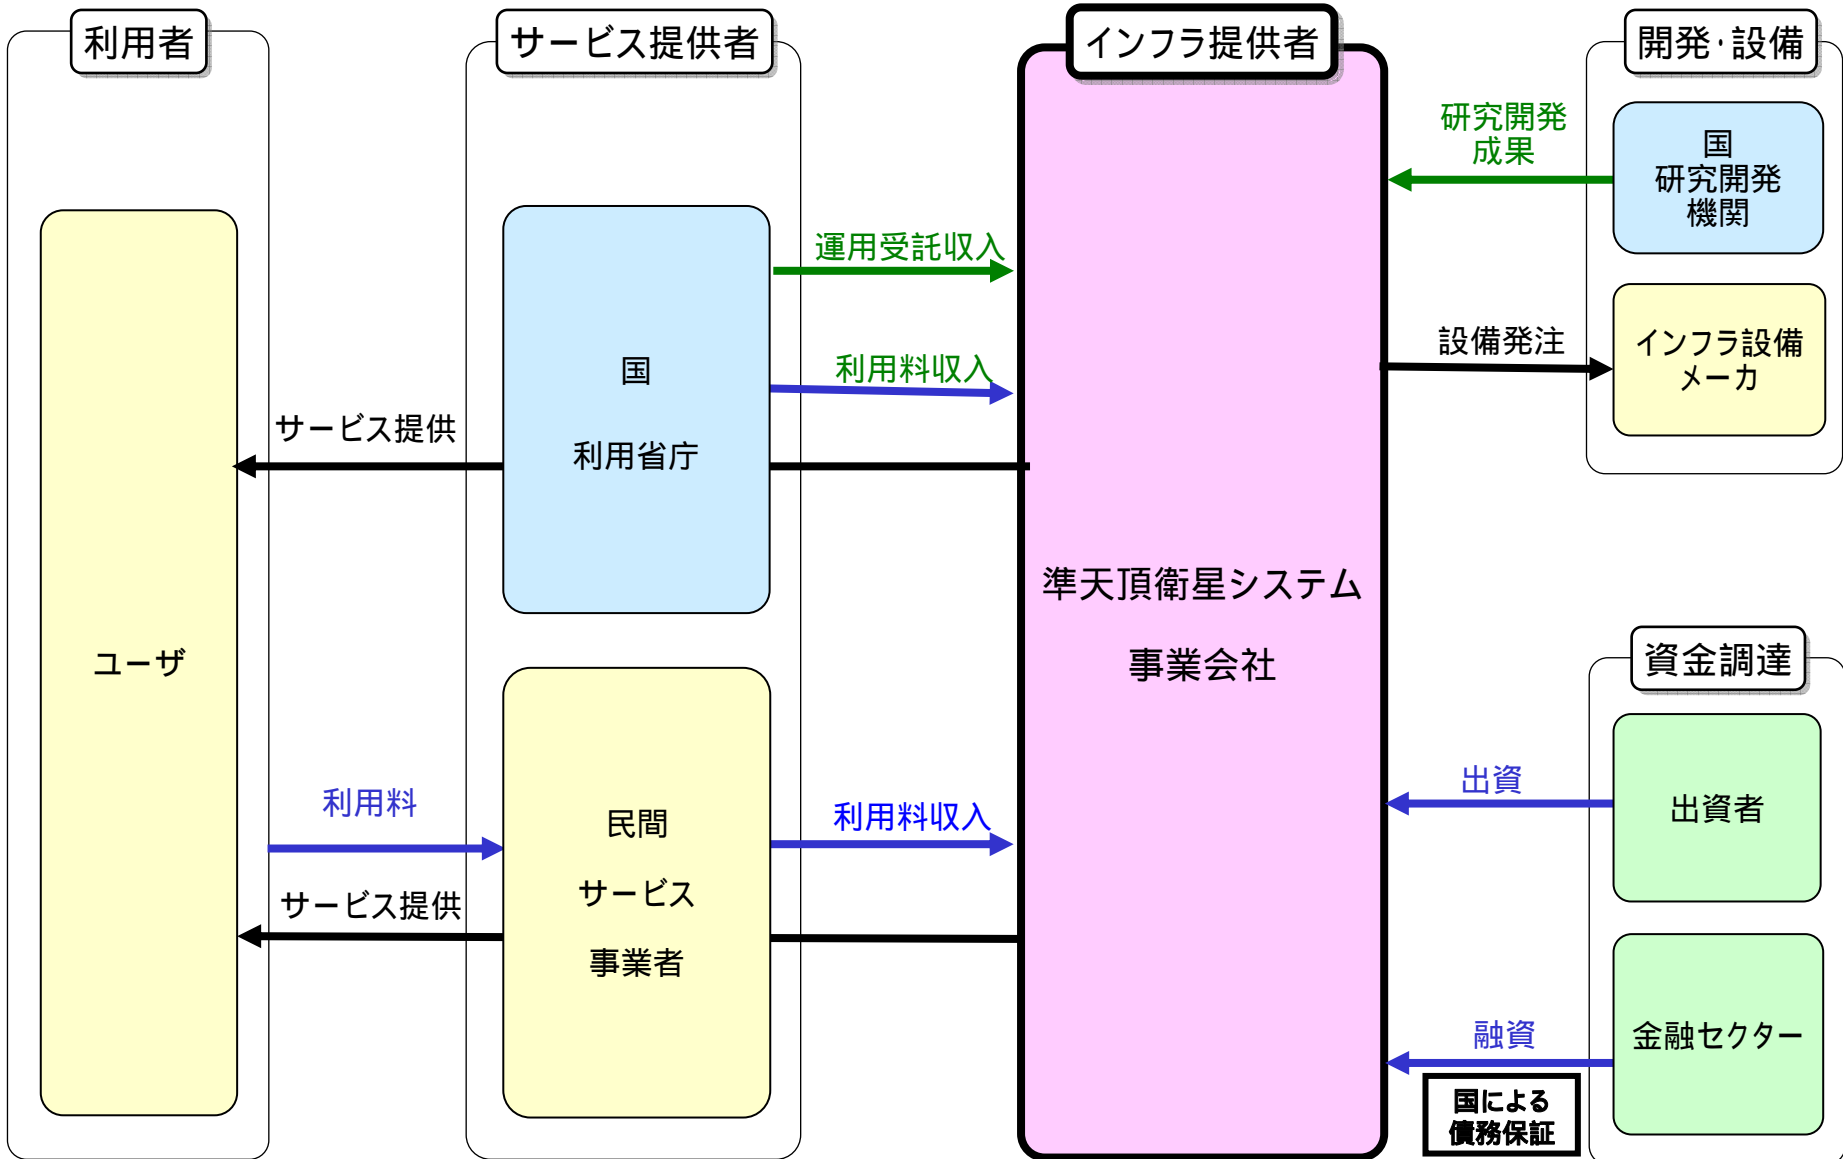 利用者
サービス提供者
インフラ提供者
開発・設備
研究開発
成果
国
研究開発
機関
運用受託収入
設備発注
インフラ設備
メーカ
国
利用省庁
利用料収入
サービス提供
準天頂衛星システム
事業会社
ユーザ
資金調達
出資
出資者
利用料
民間
サービス
事業者
利用料収入
サービス提供
融資
金融セクター
国による
債務保証